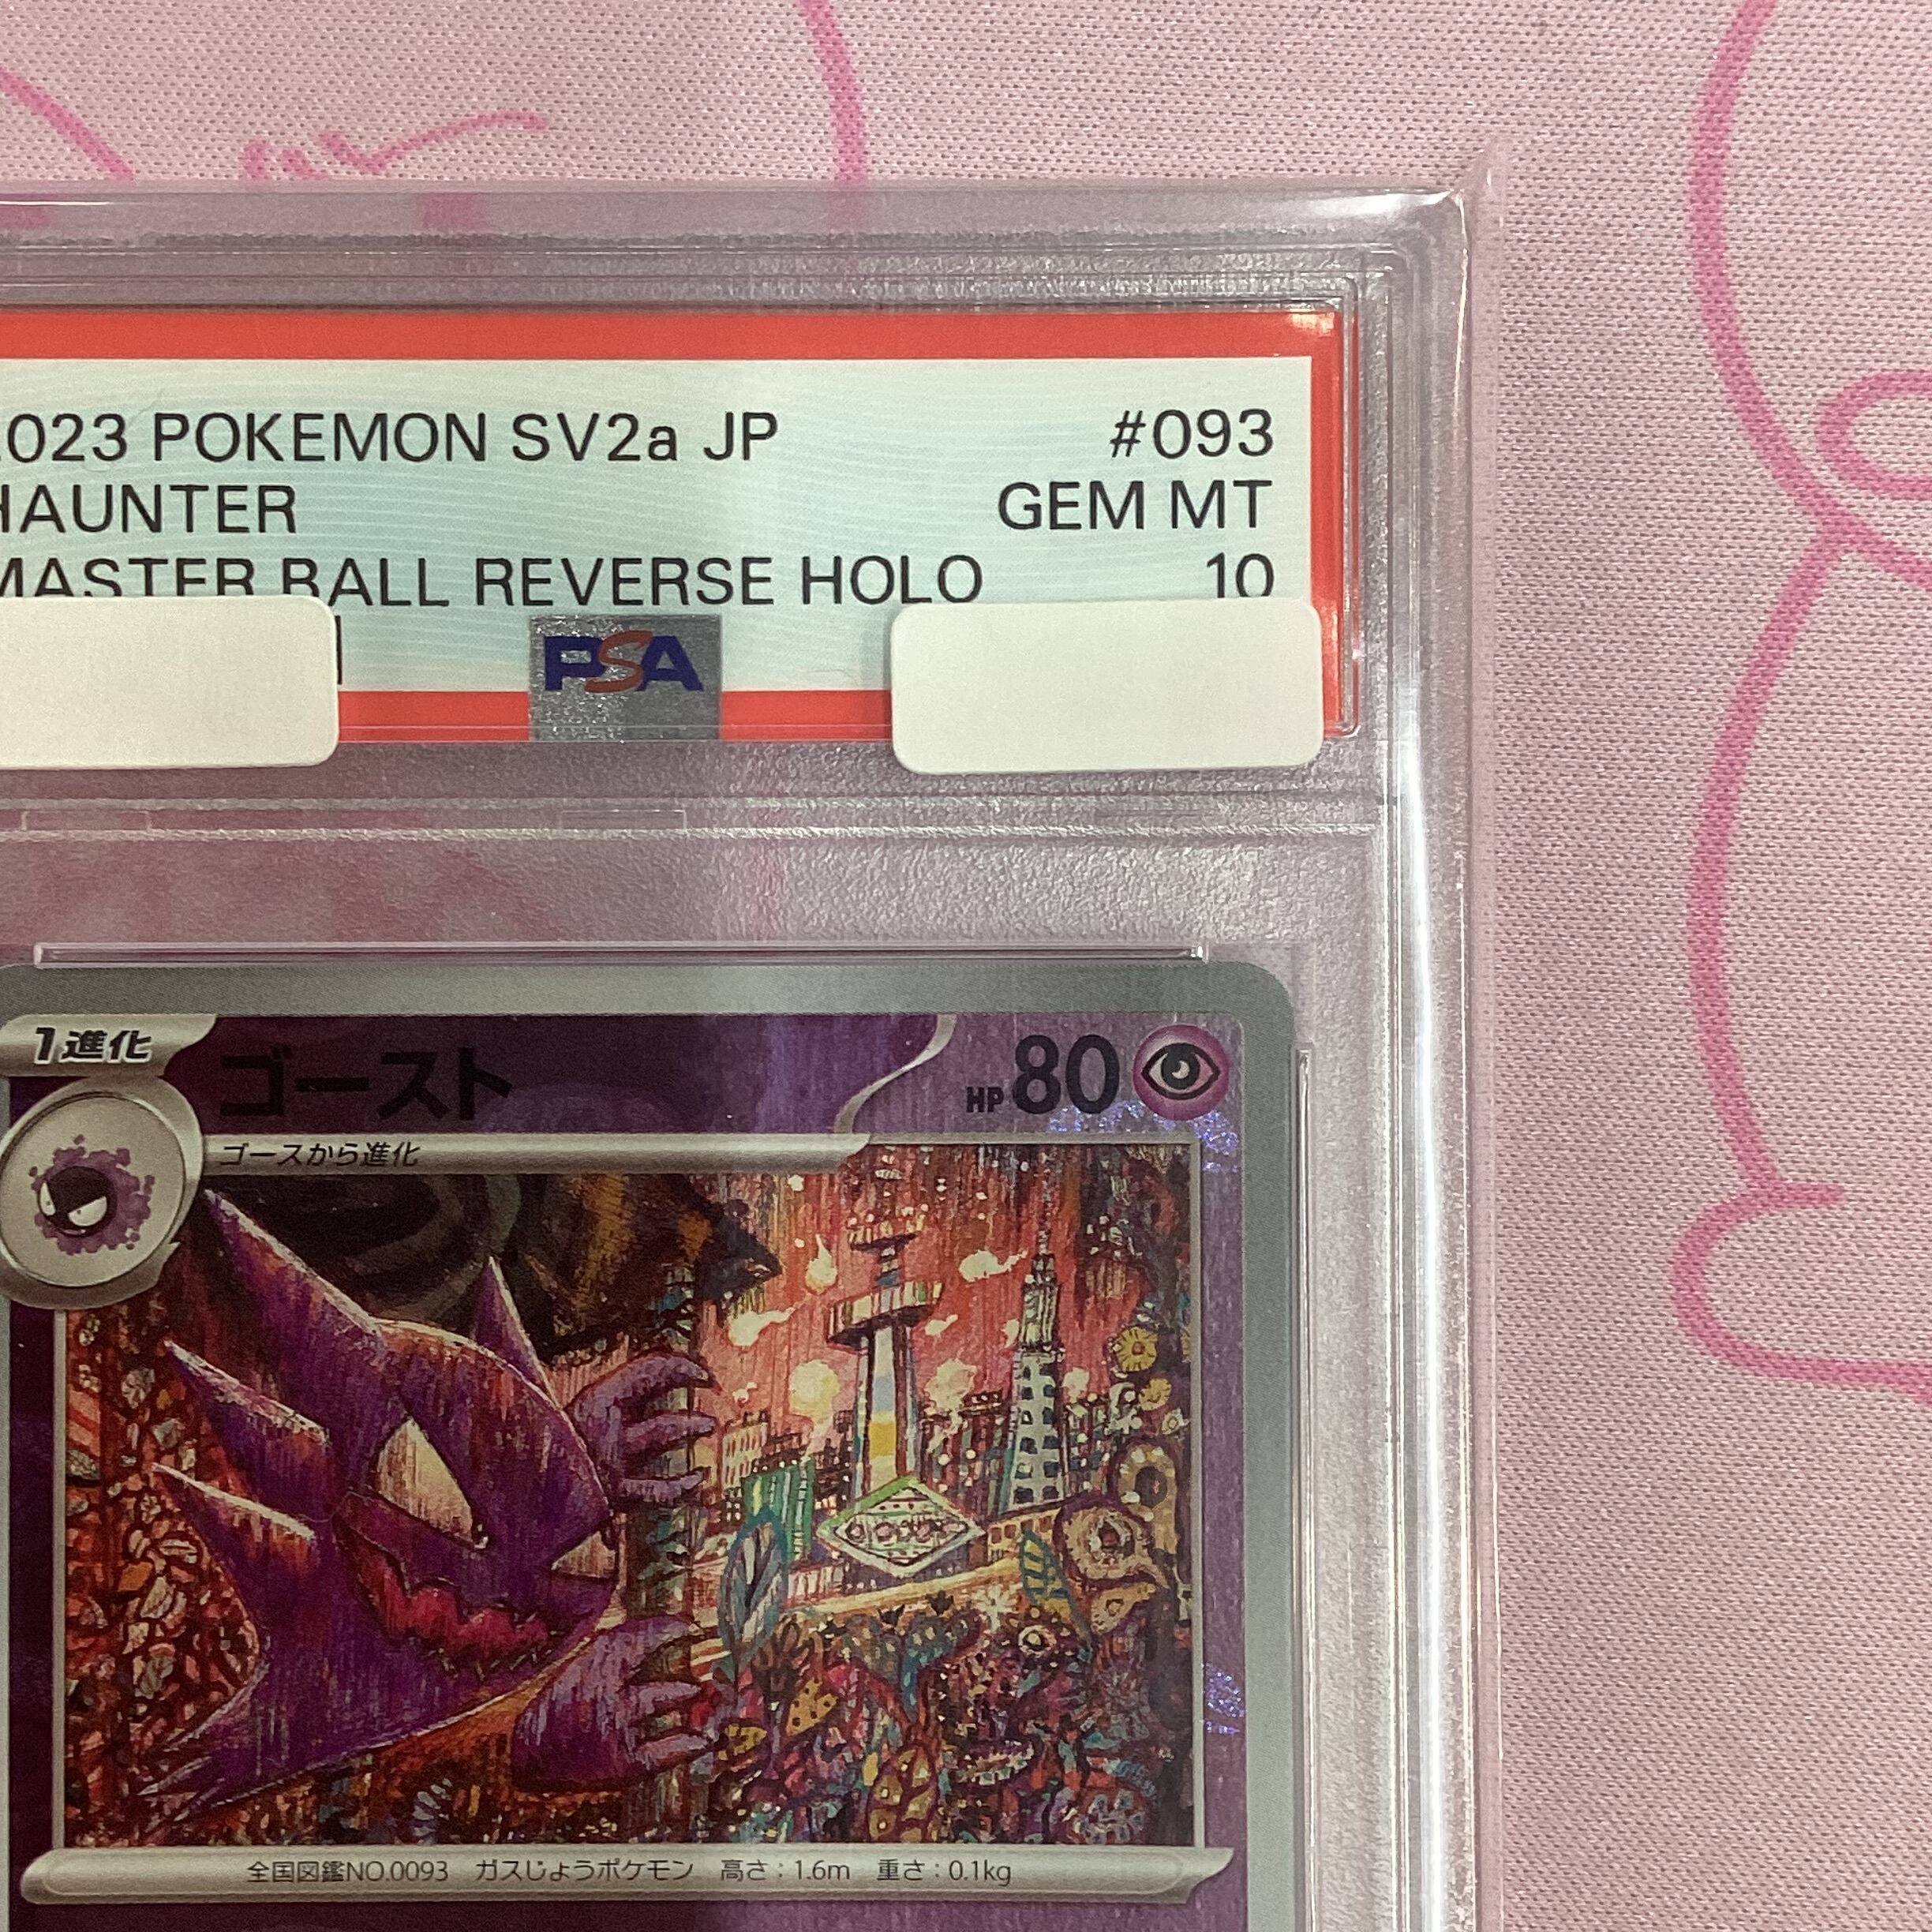 2023 POKEMON SV2a JP #093
HAUNTER GEM MT
MASTER BALL REVERSE HOLO 10
PSA
1進化
ゴースト HP 80
ゴースから進化
全国図鑑NO.0093 ガスじょうポケモン 高さ:1.6m 重さ:0.1kg